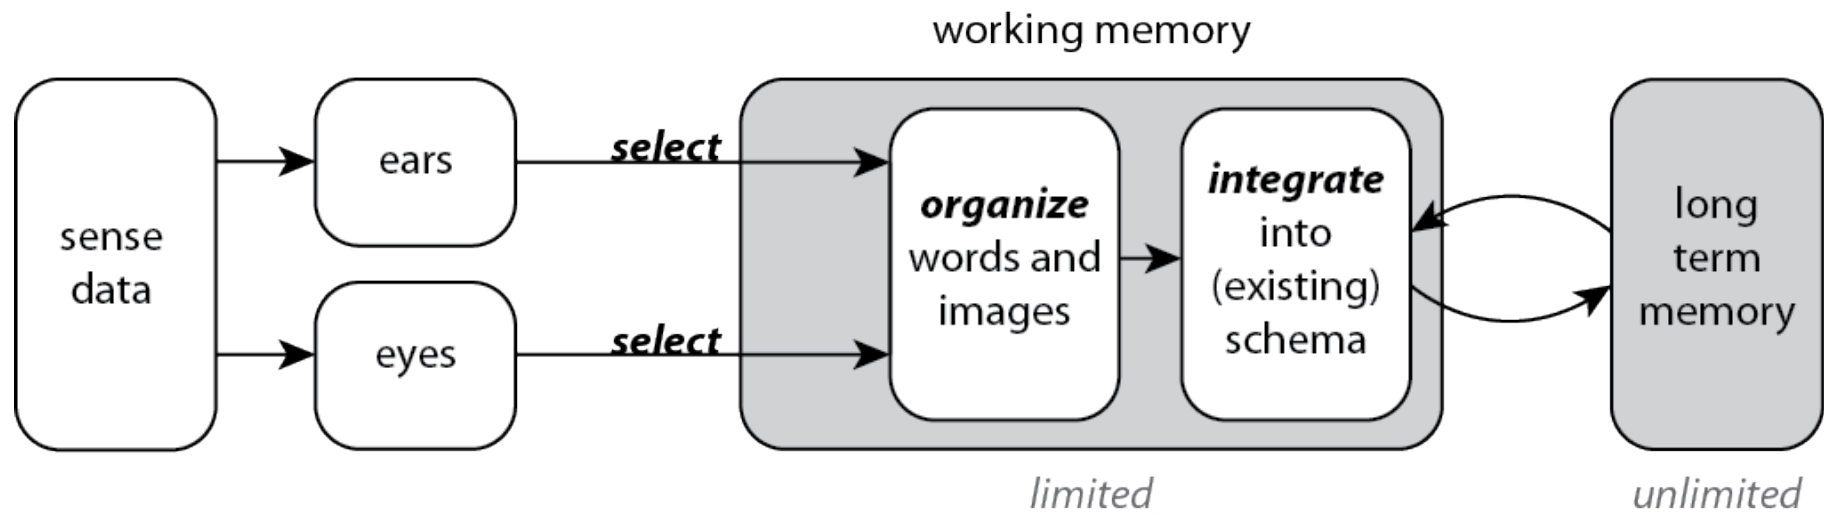 working memory
sense
data
ears
eyes
select
select
organize
words and
images
integrate
into
(existing)
schema
long
term
memory
limited
unlimited